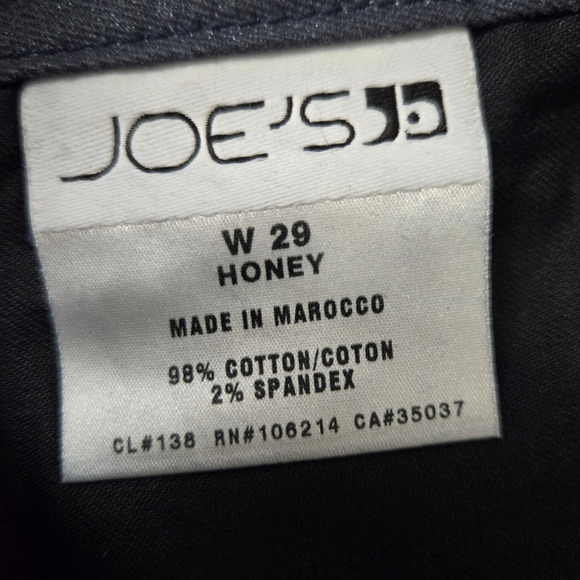 JOE'S
W 29
HONEY
MADE IN MAROCCO
98% COTTON/COTON
2% SPANDEX
CL#138 RN#106214 CA#35037